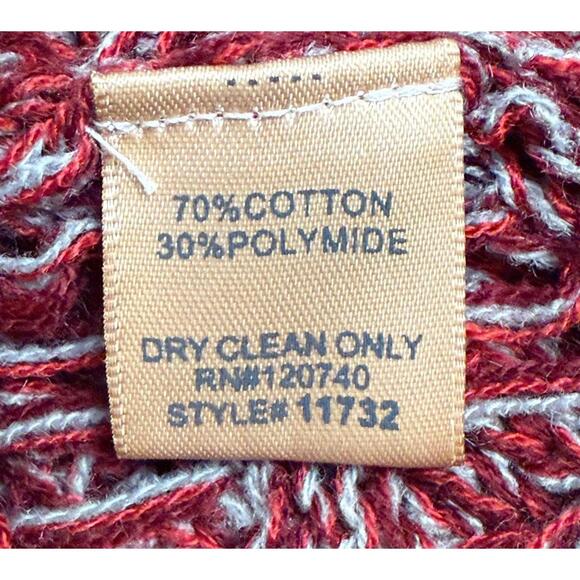 70%COTTON
30%POLYMIDE
DRY CLEAN ONLY
RN#120740
STYLE# 11732